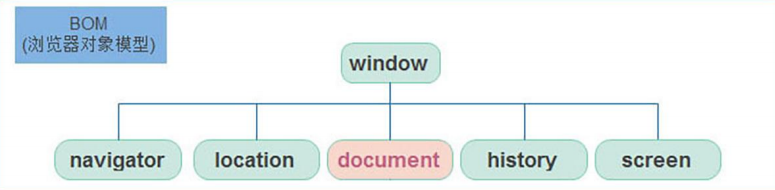 BOM
(浏览器对象模型)
window
navigator
location
document
history
screen